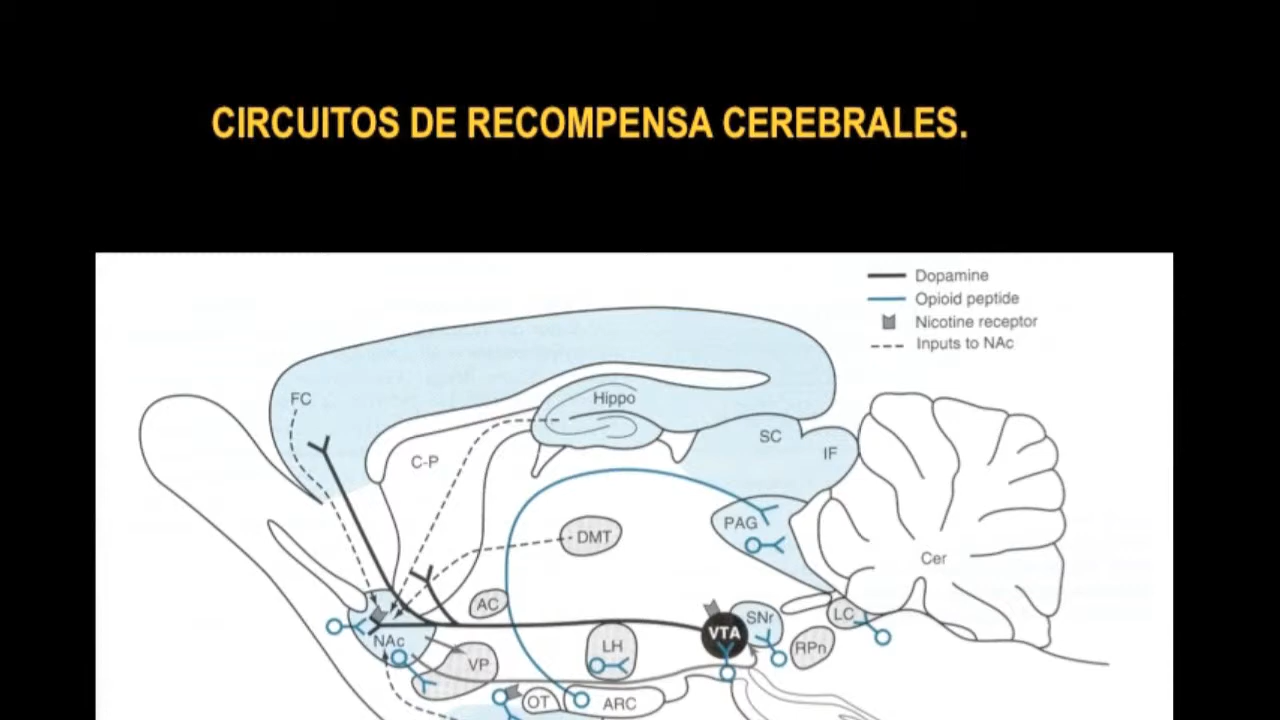 CIRCUITOS DE RECOMPENSA CEREBRALES.
Dopamine
Opioid peptide
Nicotine receptor
Inputs to NAc
FC
Hippo
SC
IF
C-P
PAG
DMT
Cer
AC
SNr
LC
VTA
NAc
LH
RPn
VP
OT
ARC